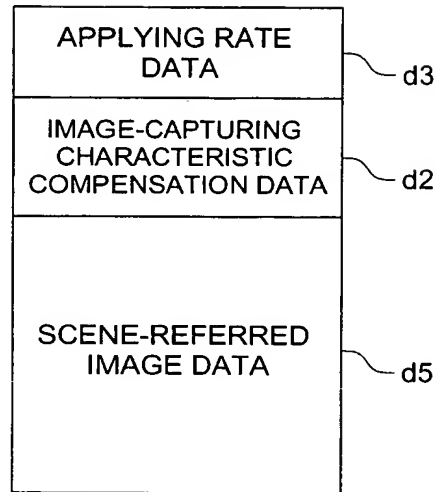 APPLYING RATE
DATA
d3
IMAGE-CAPTURING
CHARACTERISTIC
COMPENSATION DATA
d2
SCENE-REFERRED
IMAGE DATA
d5